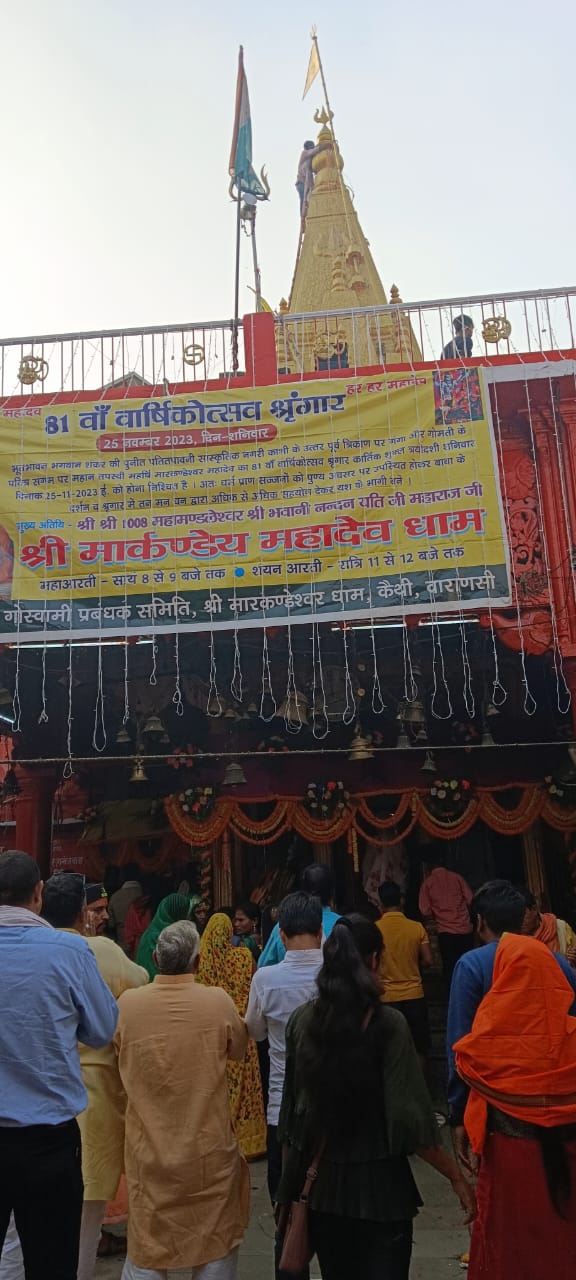 हर हर महादेव
81 वाँ वार्षिकोत्सव श्रृंगार
25 नवम्बर 2023, दिन-शनिवार
भूतभावन भगवान शंकर की पुनीत पतितपावनी सांस्कृतिक नगरी काशी के उत्तर पूर्व त्रिकोण पर गंगा और गोमती के
पवित्र संगम पर महान तपस्वी महर्षि मारकण्डेश्वर महादेव का 81 वाँ वार्षिकोत्सव श्रृंगार कार्तिक शुक्ल त्रयोदशी शनिवार
दिनांक 25-11-2023 ई. को होना निश्चित है। अतः धर्म प्राण सज्जनों को पुण्य अवसर पर उपस्थित होकर बाबा के
दर्शन व श्रृंगार में तन मन धन द्वारा अधिक से अधिक सहयोग देकर यश के भागी बनें।
मुख्य अतिथि - श्री श्री 1008 महामण्डलेश्वर श्री भवानी नन्दन यति जी महाराज जी
श्री मार्कण्डेय महादेव धाम
महाआरती - सायं 8 से 9 बजे तक शयन आरती - रात्रि 11 से 12 बजे तक
गोस्वामी प्रबंधक समिति, श्री मारकण्डेश्वर धाम, कैथी, वाराणसी